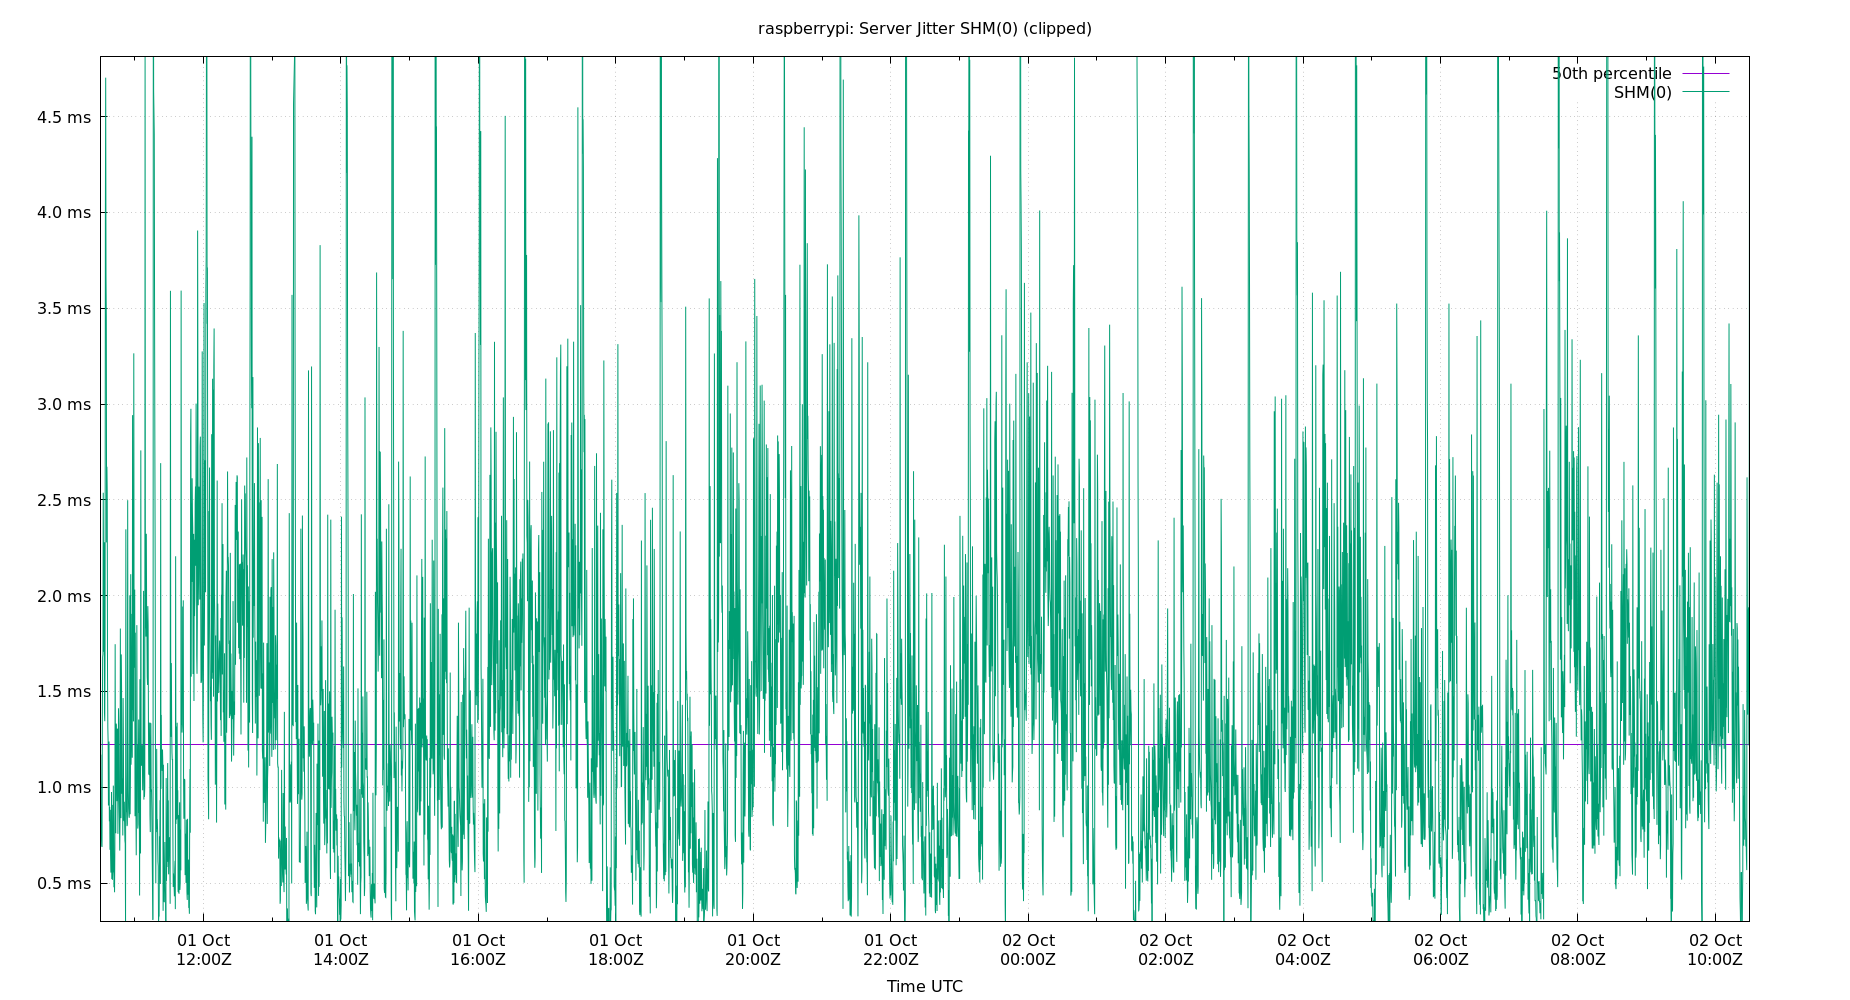 raspberrypi: Server Jitter SHM(0) (clipped)
50th percentile
SHM(0)
4.5 ms
4.0 ms
3.5 ms
3.0 ms
2.5 ms
2.0 ms
1.5 ms
1.0 ms
0.5 ms
01 Oct 01 Oct 01 Oct 01 Oct 01 Oct 01 Oct 02 Oct 02 Oct 02 Oct 02 Oct 02 Oct 02 Oct
12:00Z 14:00Z 16:00Z 18:00Z 20:00Z 22:00Z 00:00Z 02:00Z 04:00Z 06:00Z 08:00Z 10:00Z
Time UTC